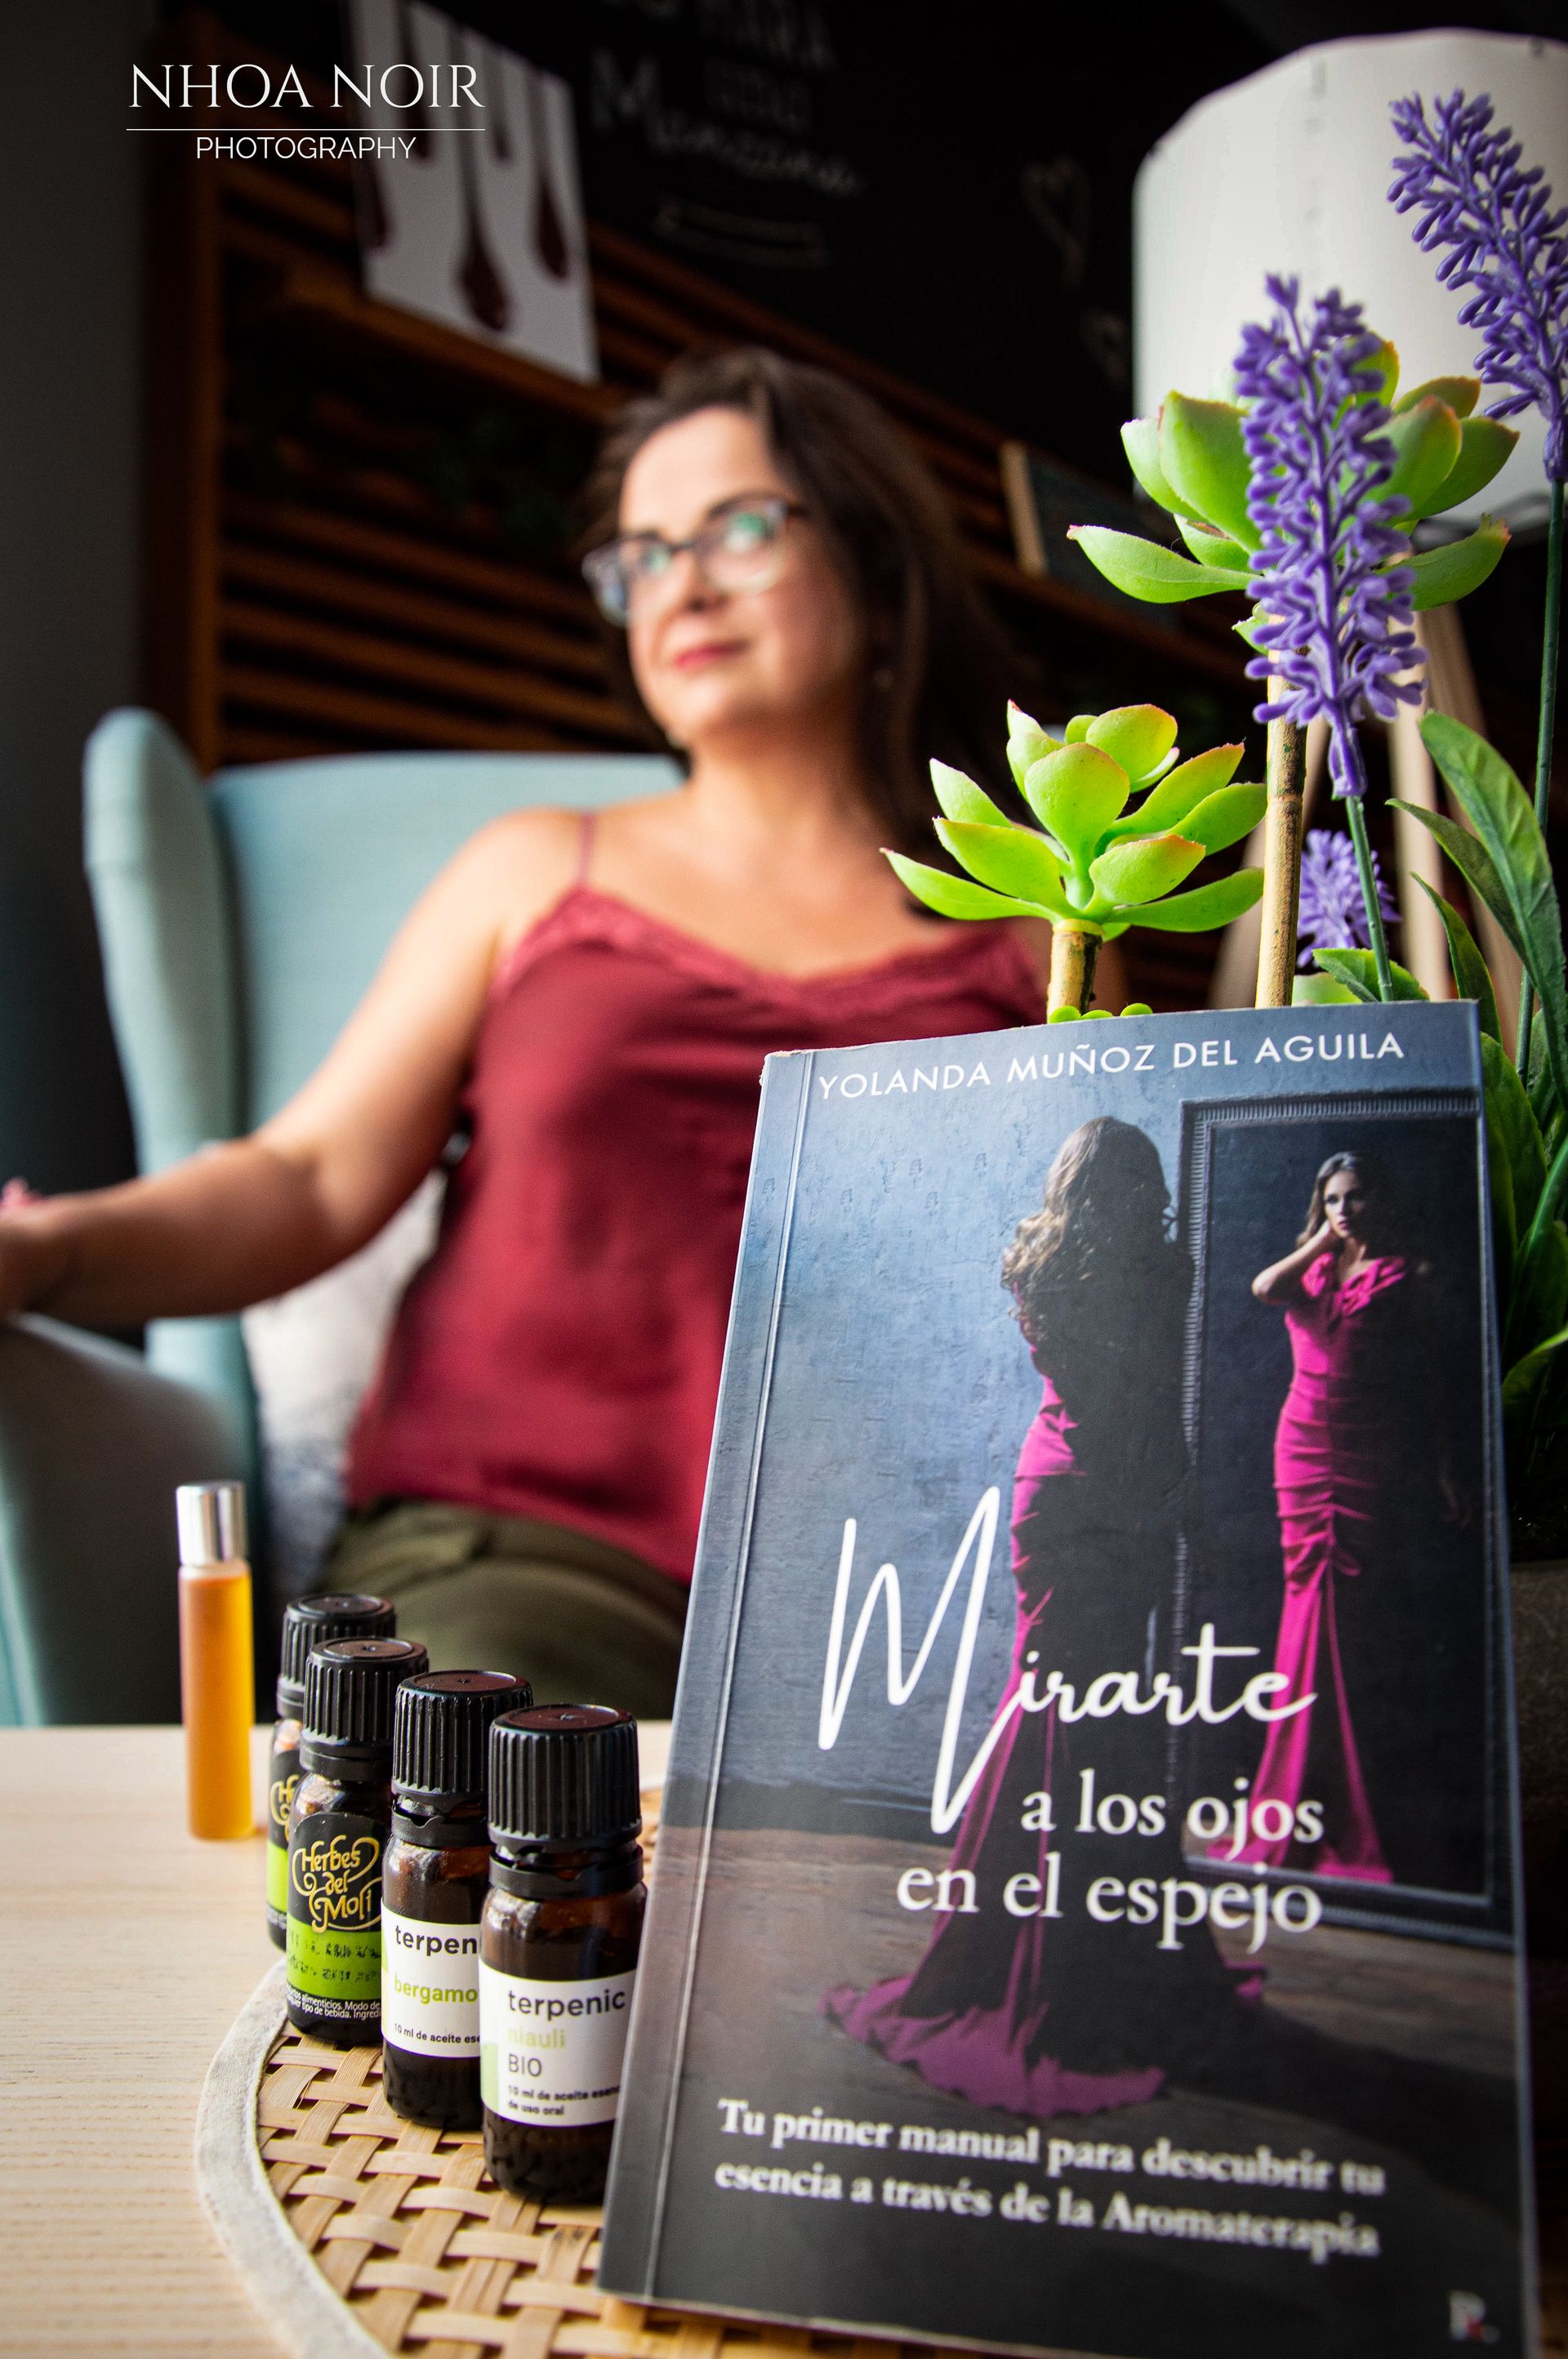 NHOA NOIR
PHOTOGRAPHY
YOLANDA MUÑOZ DEL AGUILA
Mirarte
a los ojos
en el espejo
Tu primer manual para descubrir tu
esencia a través de la Aromaterapia
Herbes
del
Molí
terpen
bergamo
10 ml de aceite ese
terpenic
niaulí
BIO
10 ml de aceite esen
de uso oral